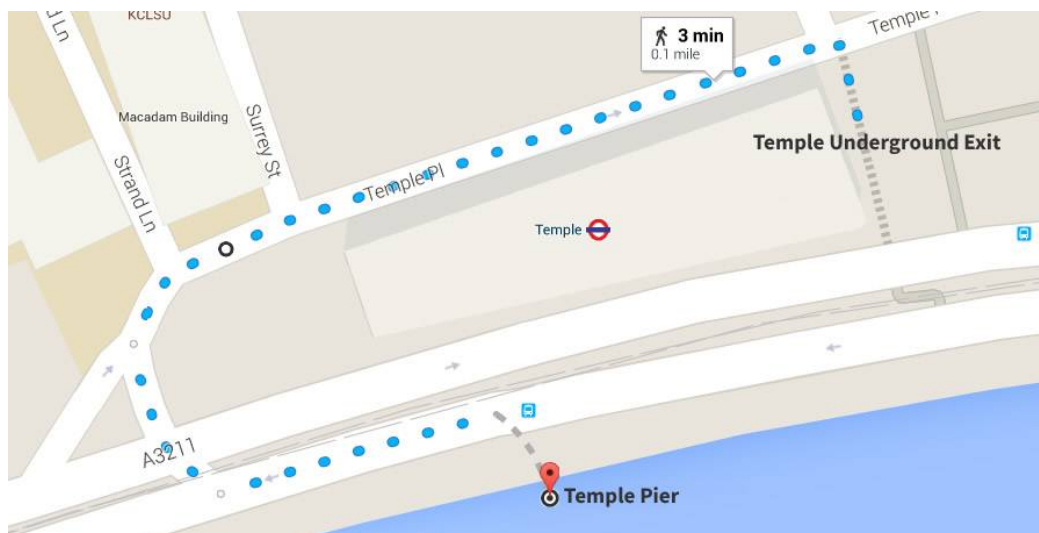 KCLSU
d Ln
3 min
0.1 mile
Macadam Building
Surrey St
Temple Underground Exit
Strand Ln
Temple Pl
Temple
A3211
Temple Pier